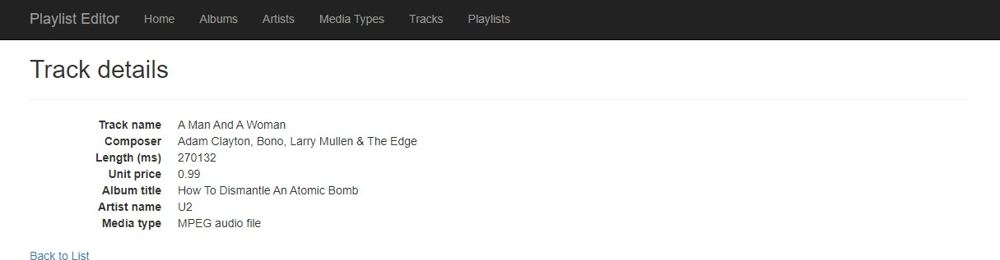 Playlist Editor Home Albums Artists Media Types Tracks Playlists
Track details
Track name A Man And A Woman
Composer Adam Clayton, Bono, Larry Mullen & The Edge
Length (ms) 270132
Unit price 0.99
Album title How To Dismantle An Atomic Bomb
Artist name U2
Media type MPEG audio file
Back to List